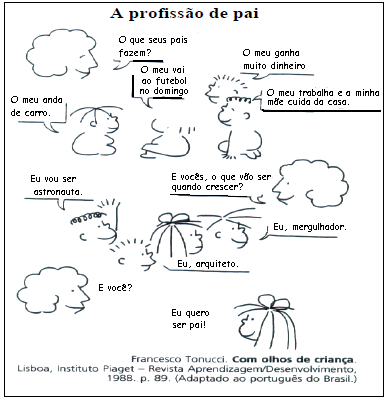 A profissão de pai
O que seus pais
fazem?
O meu ganha
muito dinheiro
O meu vai
ao futebol
no domingo
O meu anda
de carro.
O meu trabalha e a minha
mãe cuida da casa.
Eu vou ser
astronauta.
E vocês, o que vão ser
quando crescer?
Eu, mergulhador.
Eu, arquiteto.
E você?
Eu quero
ser pai!
Francesco Tonucci. Com olhos de criança.
Lisboa, Instituto Piaget – Revista Aprendizagem/Desenvolvimento,
1988. p. 89. (Adaptado ao português do Brasil.)